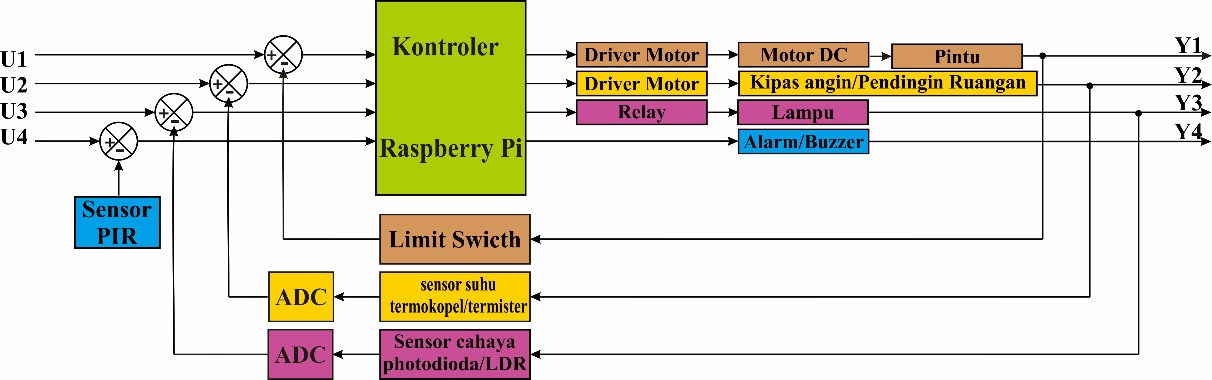 U1
U2
U3
U4
Kontroler
Raspberry Pi
Driver Motor
Motor DC
Pintu
Y1
Driver Motor
Kipas angin/Pendingin Ruangan
Y2
Relay
Lampu
Y3
Alarm/Buzzer
Y4
+
-
+
-
+
-
+
-
Sensor
PIR
Limit Swicth
ADC
sensor suhu
termokopel/termister
ADC
Sensor cahaya
photodioda/LDR